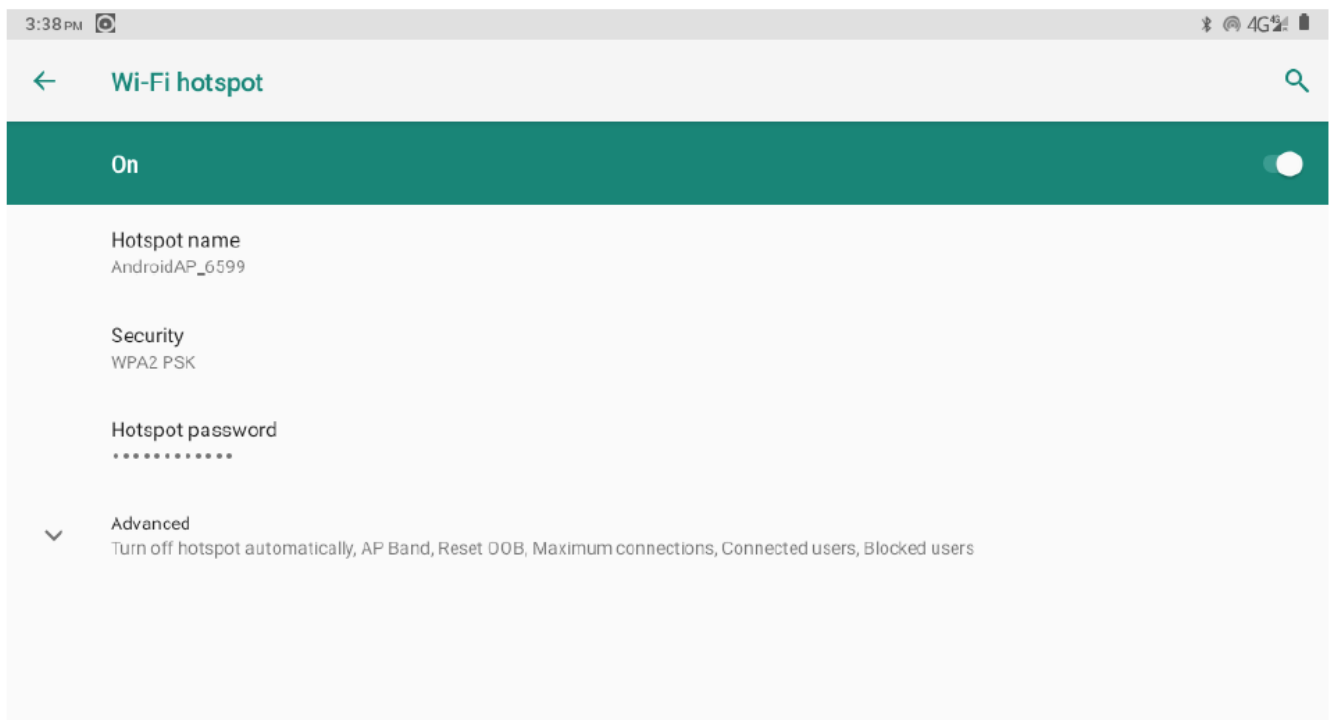 3:38 PM
4G 4G
Wi-Fi hotspot
On
Hotspot name
AndroidAP_6599
Security
WPA2 PSK
Hotspot password
••••••••••••
Advanced
Turn off hotspot automatically, AP Band, Reset OOB, Maximum connections, Connected users, Blocked users